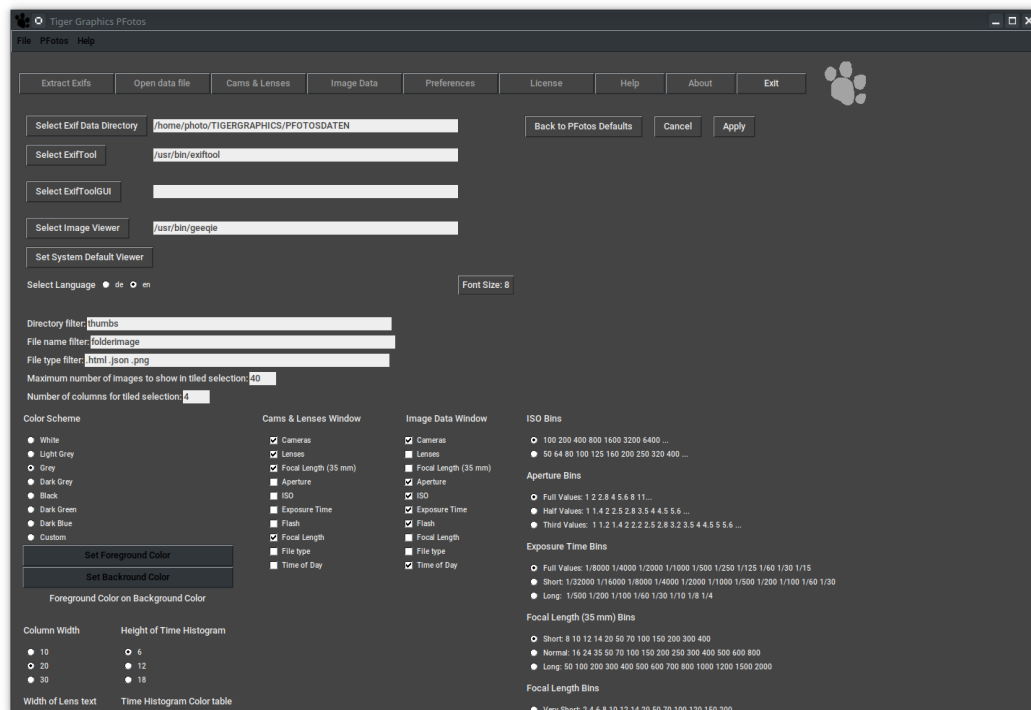 Tiger Graphics PFotos
File PFotos Help
Extract Exifs Open data file Cams & Lenses Image Data Preferences License Help About Exit
Select Exif Data Directory /home/photo/TIGERGRAPHICS/PFOTOSDATEN Back to PFotos Defaults Cancel Apply
Select ExifTool /usr/bin/exiftool
Select ExifToolGUI
Select Image Viewer /usr/bin/geeqie
Set System Default Viewer
Select Language de en Font Size: 8
Directory filter: thumbs
File name filter: folderimage
File type filter: .html .json .png
Maximum number of images to show in tiled selection: 40
Number of columns for tiled selection: 4
Color Scheme
White
Light Grey
Grey
Dark Grey
Black
Dark Green
Dark Blue
Custom
Set Foreground Color
Set Backround Color
Foreground Color on Background Color
Cams & Lenses Window
Cameras
Lenses
Focal Length (35 mm)
Aperture
ISO
Exposure Time
Flash
Focal Length
File type
Time of Day
Image Data Window
Cameras
Lenses
Focal Length (35 mm)
Aperture
ISO
Exposure Time
Flash
Focal Length
File type
Time of Day
ISO Bins
100 200 400 800 1600 3200 6400 ...
50 64 80 100 125 160 200 250 320 400 ...
Aperture Bins
Full Values: 1 2 2.8 4 5.6 8 11...
Half Values: 1 1.4 2 2.5 2.8 3.5 4 4.5 5.6 ...
Third Values: 1 1.2 1.4 2 2.2 2.5 2.8 3.2 3.5 4 4.5 5 5.6 ...
Exposure Time Bins
Full Values: 1/8000 1/4000 1/2000 1/1000 1/500 1/250 1/125 1/60 1/30 1/15
Short: 1/32000 1/16000 1/8000 1/4000 1/2000 1/1000 1/500 1/200 1/100 1/60 1/30
Long: 1/500 1/200 1/100 1/60 1/30 1/10 1/8 1/4
Focal Length (35 mm) Bins
Short: 8 10 12 14 20 50 70 100 150 200 300 400
Normal: 16 24 35 50 70 100 150 200 250 300 400 500 600 800
Long: 50 100 200 300 400 500 600 700 800 1000 1200 1500 2000
Focal Length Bins
Very Short: 2 4 6 8 10 12 14 20 50 70 100 120 150 200
Column Width
10
20
30
Height of Time Histogram
6
12
18
Width of Lens text
Time Histogram Color table